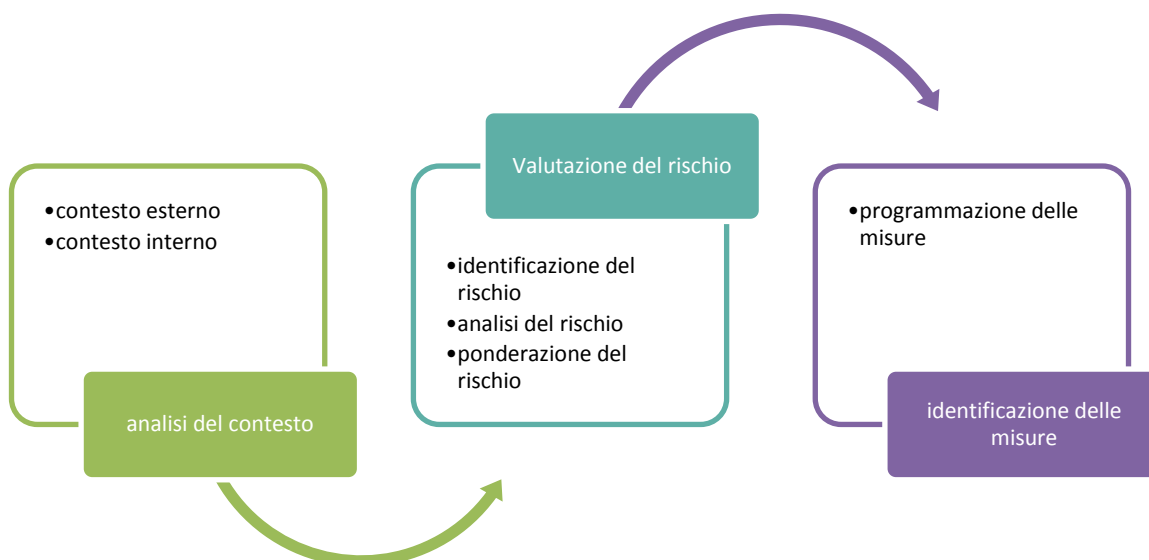 •contesto esterno
•contesto interno
analisi del contesto
Valutazione del rischio
•identificazione del
rischio
•analisi del rischio
•ponderazione del
rischio
•programmazione delle
misure
identificazione delle
misure